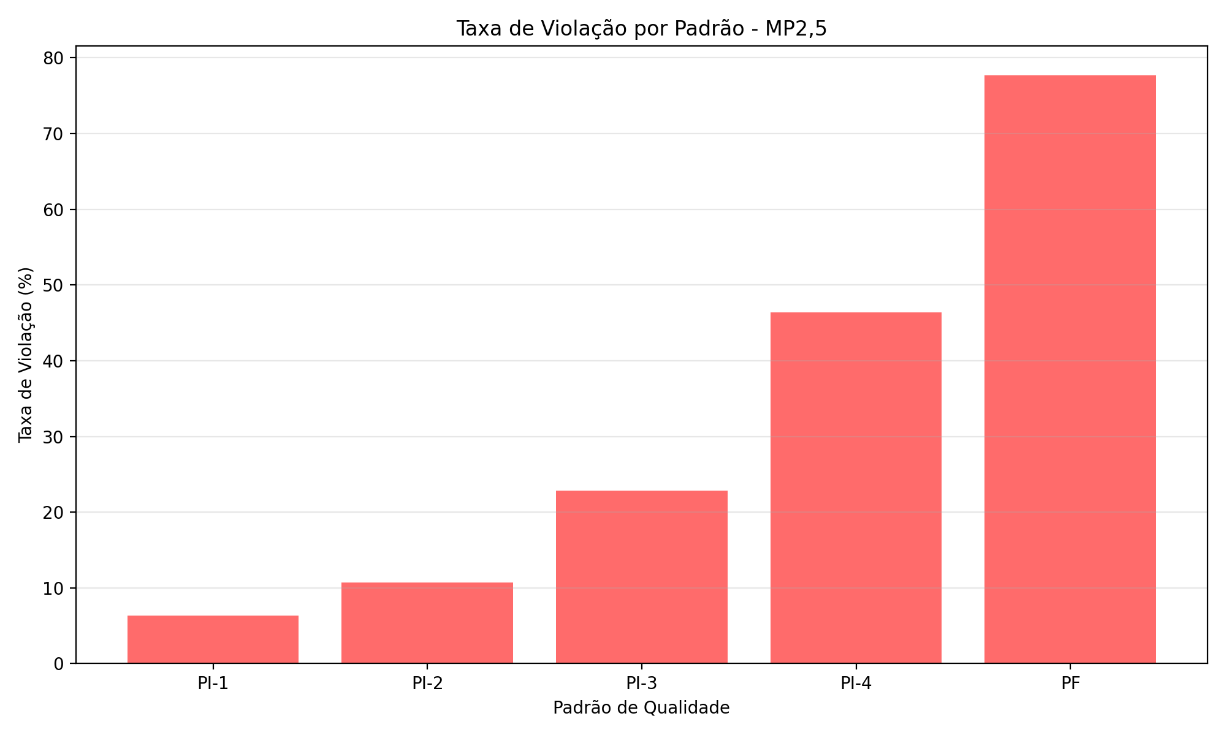 Taxa de Violação por Padrão - MP2,5
Taxa de Violação (%)
80
70
60
50
40
30
20
10
0
PI-1 PI-2 PI-3 PI-4 PF
Padrão de Qualidade